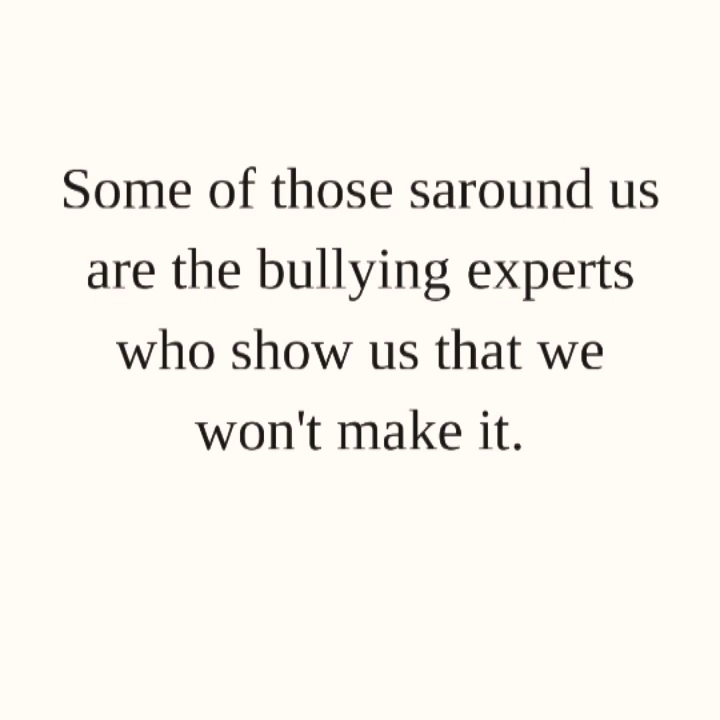 Some of those saround us
are the bullying experts
who show us that we
won't make it.